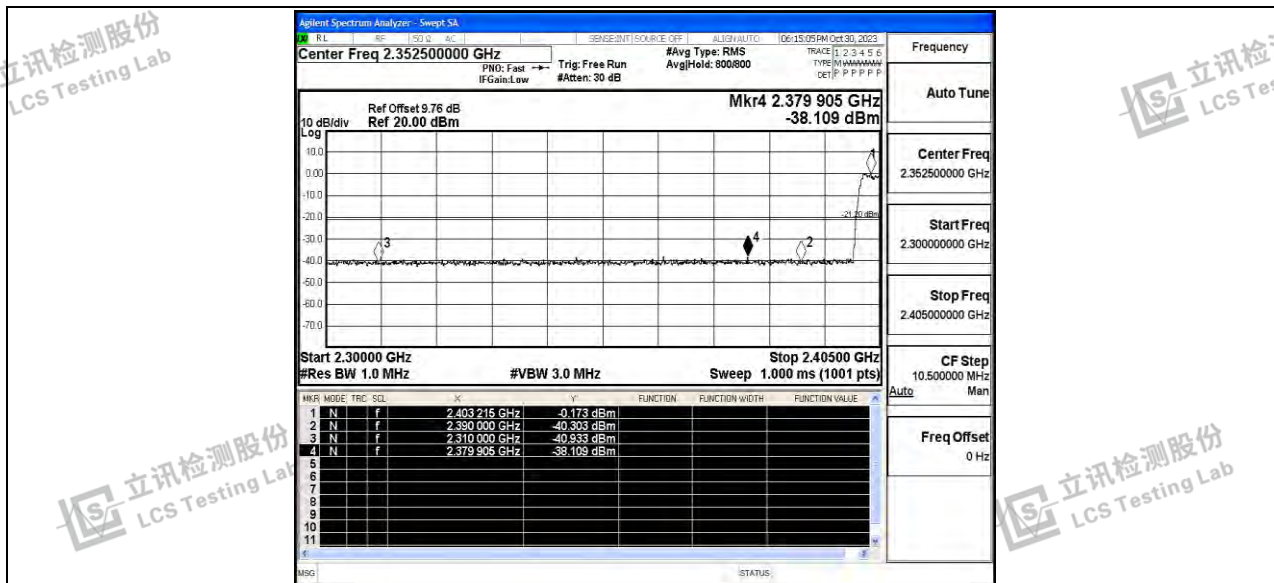 Agilent Spectrum Analyzer - Swept SA
RL RF 50 Ω AC SENSE:INT SOURCE OFF ALIGNAUTO 06:15:05 PM Oct 30, 2023
Center Freq 2.352500000 GHz
PNO: Fast
IFGain:Low
Trig: Free Run
#Atten: 30 dB
#Avg Type: RMS
Avg|Hold: 800/800
TRACE 1 2 3 4 5 6
TYPE M
DET P P P P P P
Ref Offset 9.76 dB
Ref 20.00 dBm
10 dB/div
Log
Mkr4 2.379 905 GHz
-38.109 dBm
10.0
0.00
-10.0
-20.0
-30.0
-40.0
-50.0
-60.0
-70.0
1
-21.20 dBm
3
4
2
Start 2.30000 GHz
Stop 2.40500 GHz
#Res BW 1.0 MHz
#VBW 3.0 MHz
Sweep 1.000 ms (1001 pts)
MKR MODE TRC SCL X Y FUNCTION FUNCTION WIDTH FUNCTION VALUE
1 N f 2.403 215 GHz -0.173 dBm
2 N f 2.390 000 GHz -40.303 dBm
3 N f 2.310 000 GHz -40.933 dBm
4 N f 2.379 905 GHz -38.109 dBm
5
6
7
8
9
10
11
MSG
STATUS
Frequency
Auto Tune
Center Freq
2.352500000 GHz
Start Freq
2.300000000 GHz
Stop Freq
2.405000000 GHz
CF Step
10.500000 MHz
Auto Man
Freq Offset
0 Hz
立讯检测股份
LCS Testing Lab
立讯检
LCS Tes
立讯检测股份
LCS Testing Lab
立讯检测股份
LCS Testing Lab